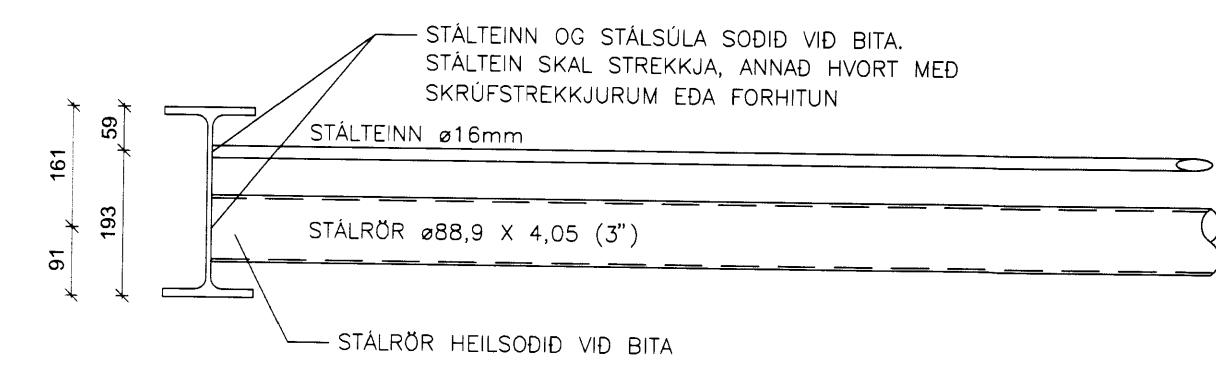 STÁLTEINN OG STÁLSÚLA SOÐIÐ VIÐ BITA.
STÁLTEIN SKAL STREKKJA, ANNAÐ HVORT MEÐ
SKRÚFSTREKKJURUM EÐA FORHITUN
STÁLTEINN ø16mm
59
161
193
91
STÁLRÖR ø88,9 X 4,05 (3")
STÁLRÖR HEILSOÐIÐ VIÐ BITA